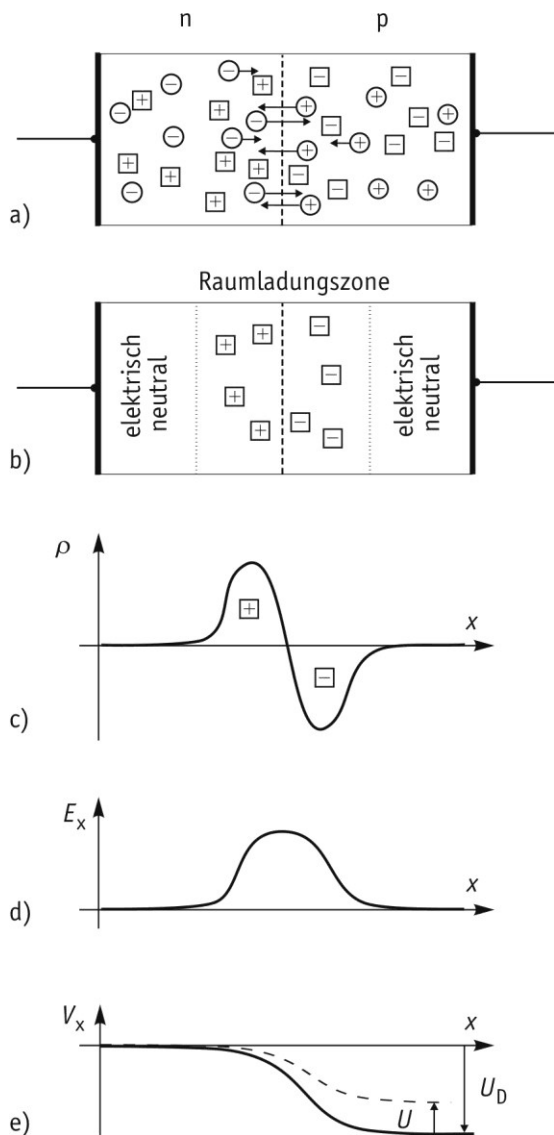 n p
a)
Raumladungszone
elektrisch
neutral
elektrisch
neutral
b)
ρ
x
+
−
c)
Eₓ
x
d)
Vₓ
x
U_D
U
e)